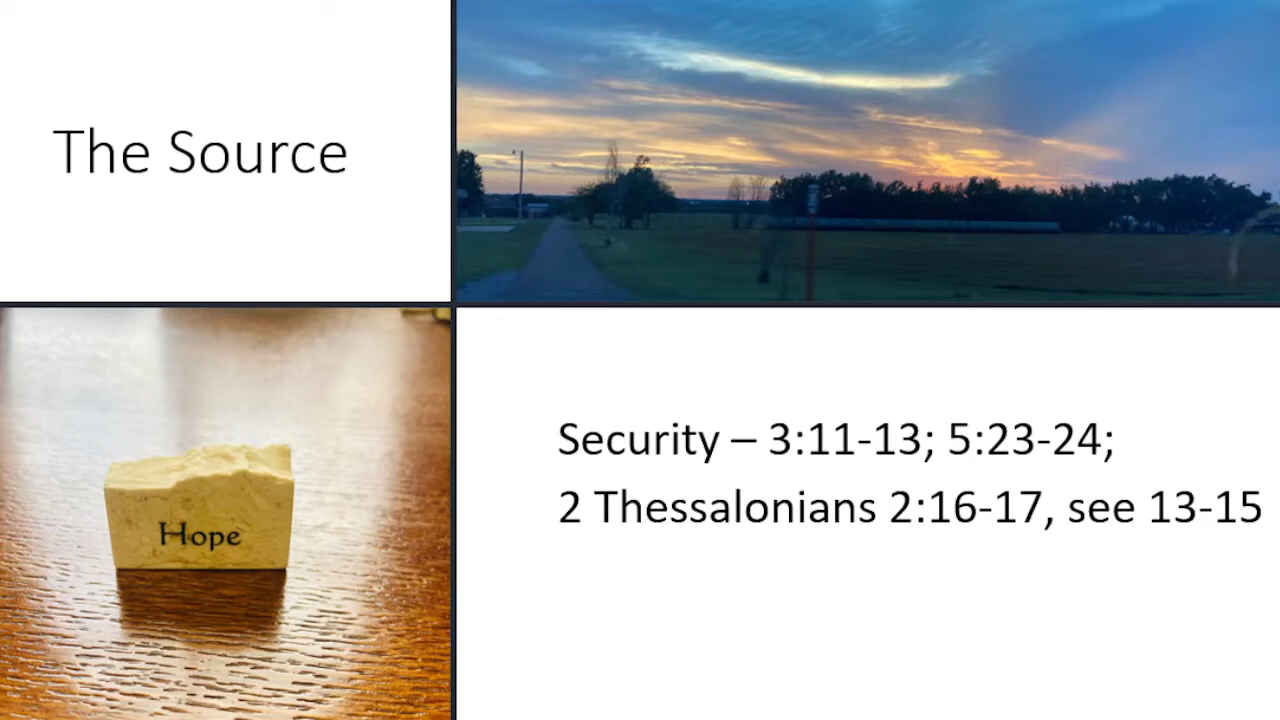 The Source
Hope
Security – 3:11-13; 5:23-24;
2 Thessalonians 2:16-17, see 13-15